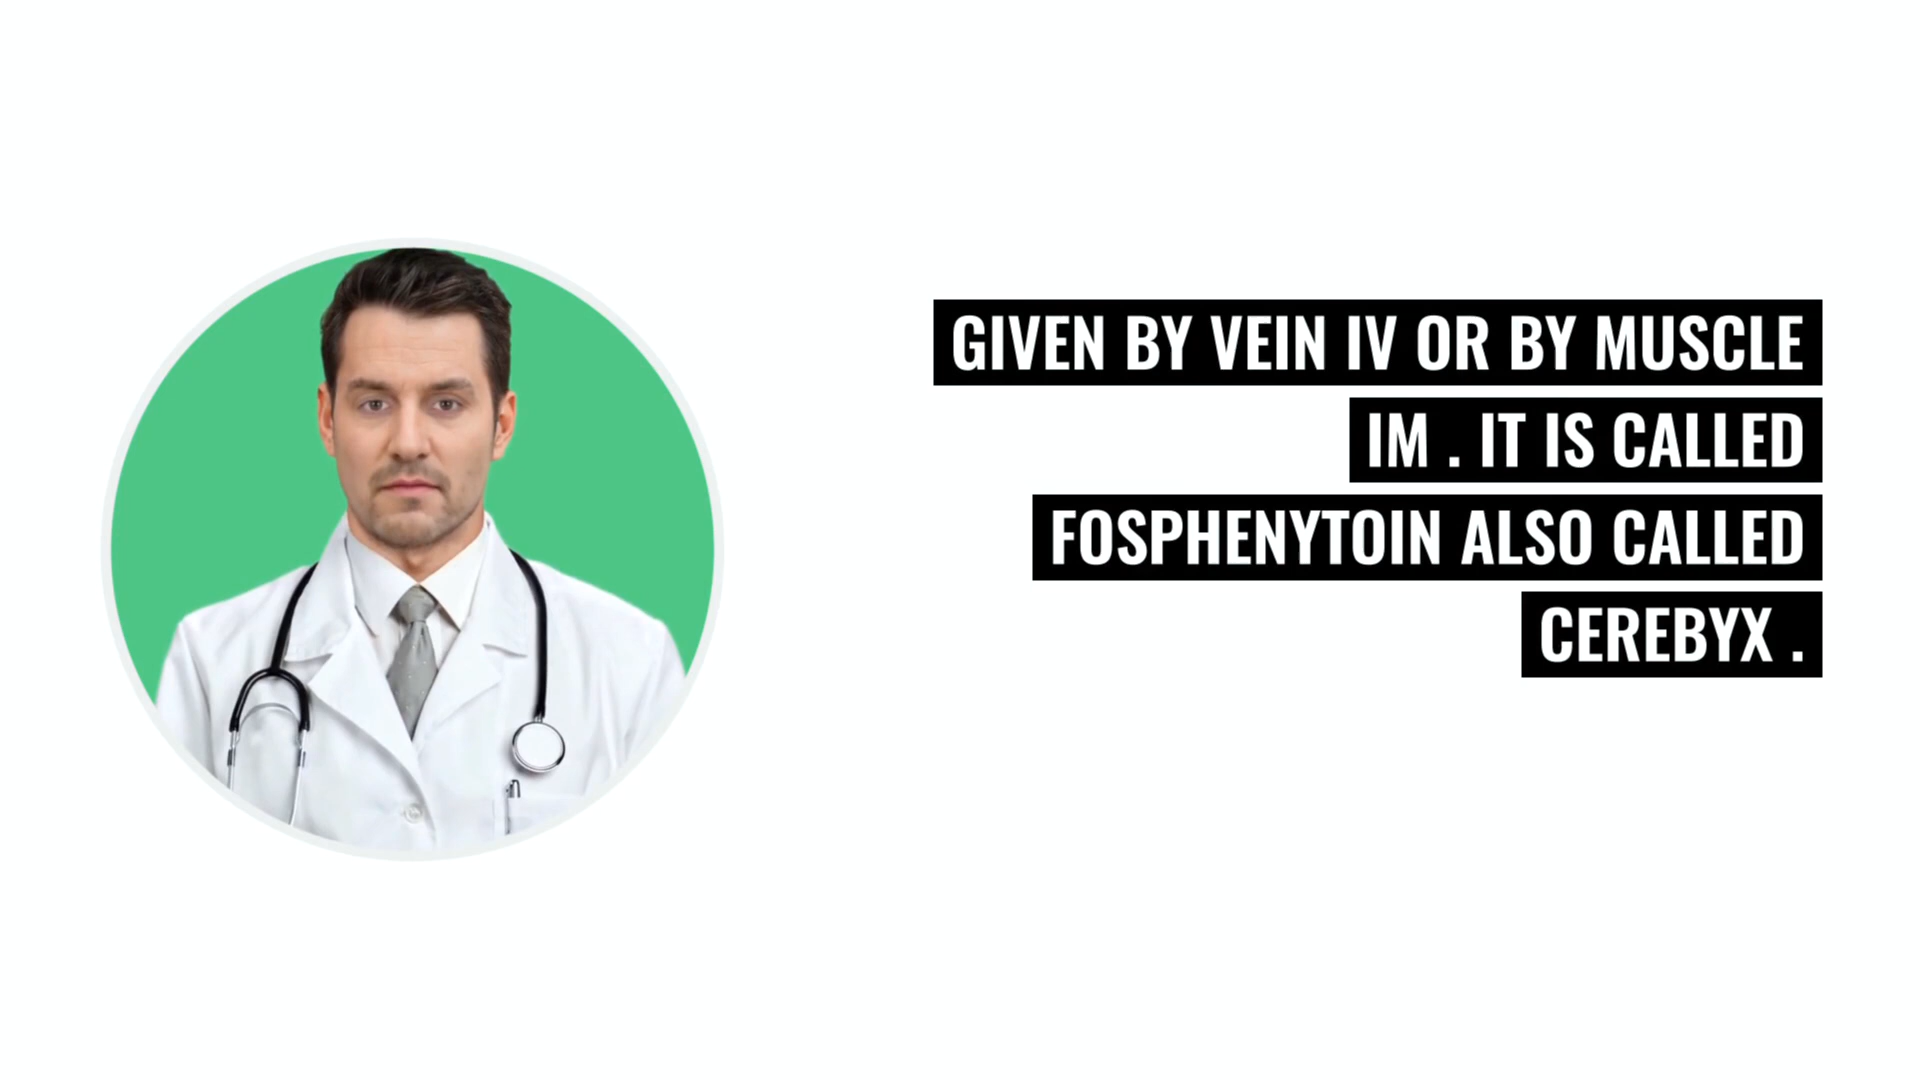 GIVEN BY VEIN IV OR BY MUSCLE
IM . IT IS CALLED
FOSPHENYTOIN ALSO CALLED
CEREBYX .